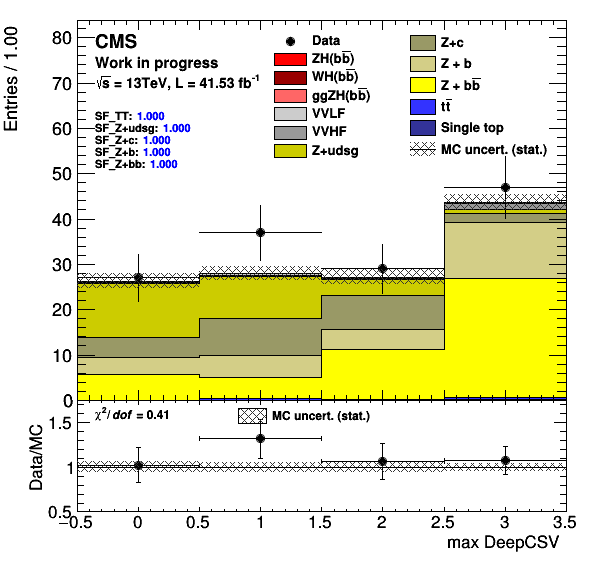 CMS
Work in progress
√s = 13TeV, L = 41.53 fb⁻¹
SF_TT: 1.000
SF_Z+udsg: 1.000
SF_Z+c: 1.000
SF_Z+b: 1.000
SF_Z+bb: 1.000
Data
ZH(bb̅)
WH(bb̅)
ggZH(bb̅)
VVLF
VVHF
Z+udsg
Z+c
Z + b
Z + bb̅
tt̅
Single top
MC uncert. (stat.)
Entries / 1.00
80
70
60
50
40
30
20
10
0
χ²/ dof = 0.41
MC uncert. (stat.)
Data/MC
1.5
1
0.5
−0.5 0 0.5 1 1.5 2 2.5 3 3.5
max DeepCSV